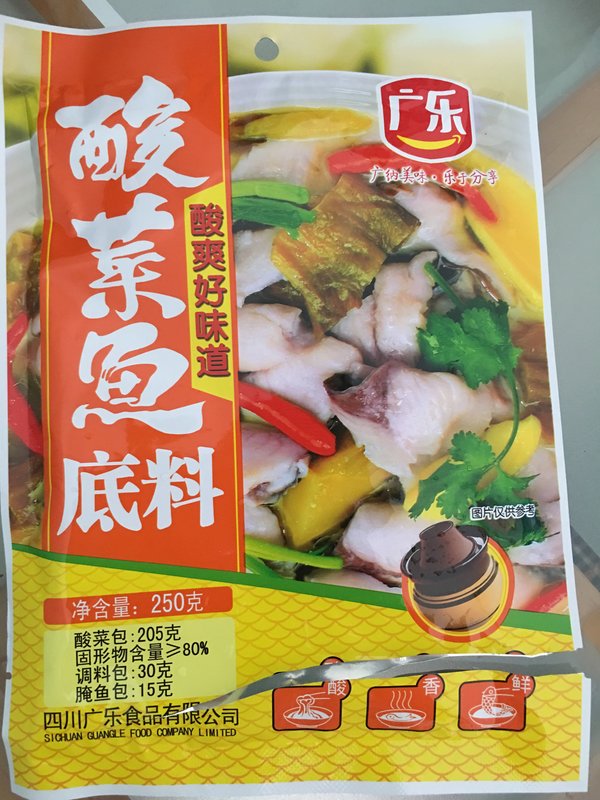 酸菜鱼
底料
酸爽好味道
广乐
广纳美味·乐于分享
图片仅供参考
净含量：250克
酸菜包:205克
固形物含量≥80%
调料包:30克
腌鱼包:15克
四川广乐食品有限公司
SICHUAN GUANGLE FOOD COMPANY LIMITED
酸
香
鲜